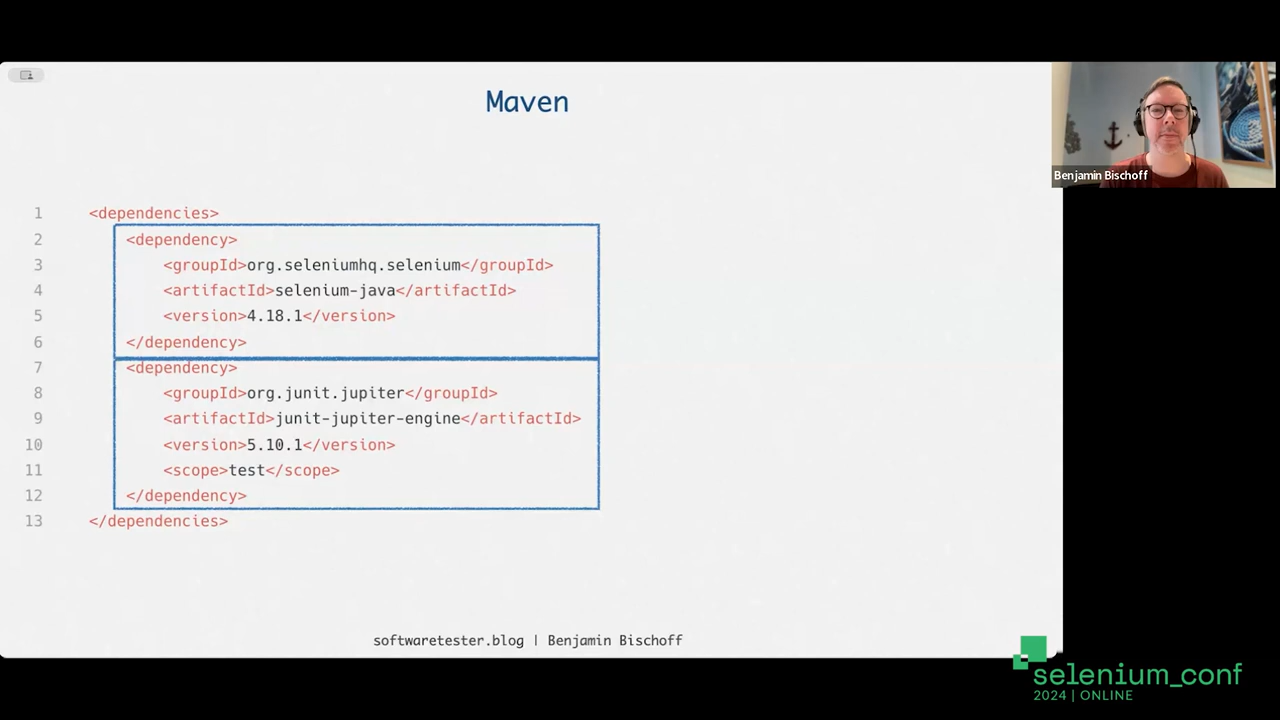 Maven
Benjamin Bischoff
1 <dependencies>
2 <dependency>
3 <groupId>org.seleniumhq.selenium</groupId>
4 <artifactId>selenium-java</artifactId>
5 <version>4.18.1</version>
6 </dependency>
7 <dependency>
8 <groupId>org.junit.jupiter</groupId>
9 <artifactId>junit-jupiter-engine</artifactId>
10 <version>5.10.1</version>
11 <scope>test</scope>
12 </dependency>
13 </dependencies>
softwaretester.blog | Benjamin Bischoff
selenium_conf
2024 | ONLINE